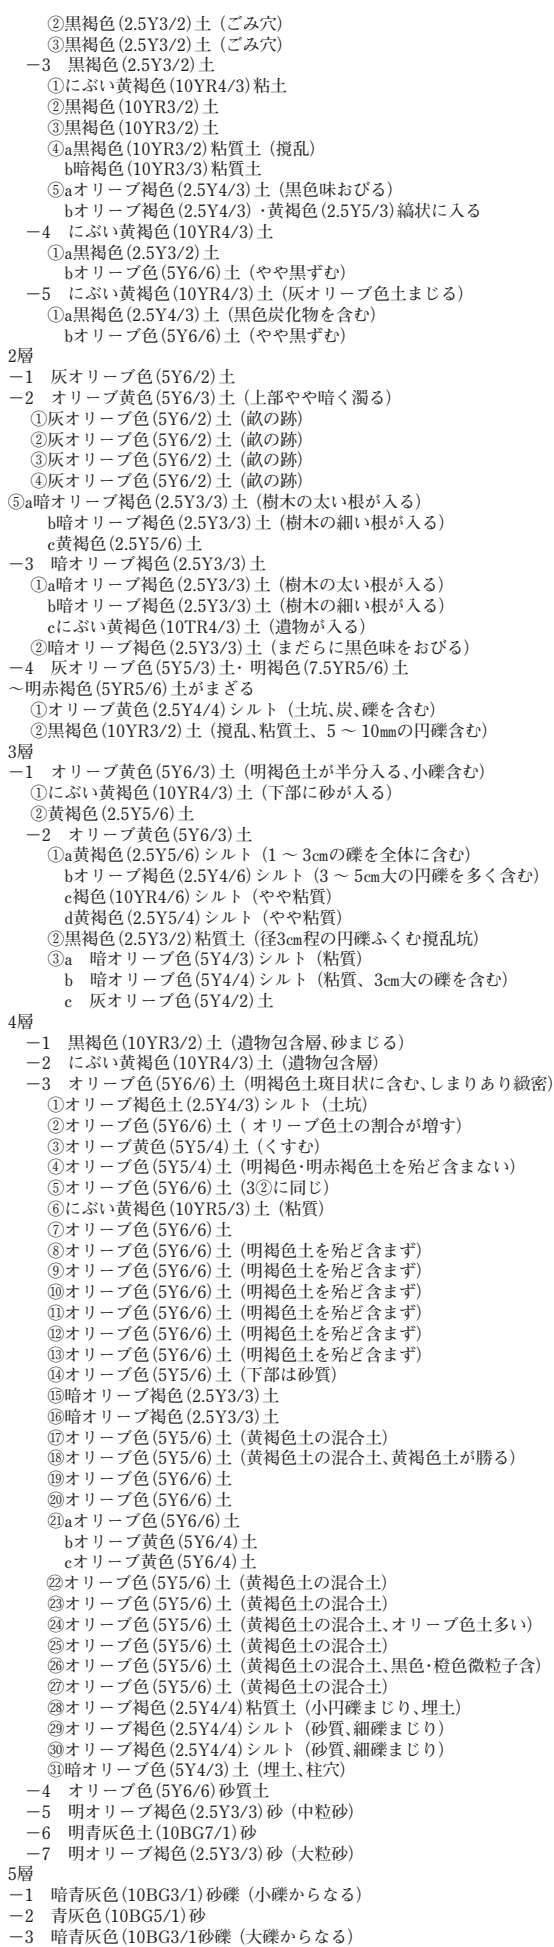 ②黒褐色(2.5Y3/2)土（ごみ穴）
③黒褐色(2.5Y3/2)土（ごみ穴）
－3　黒褐色(2.5Y3/2)土
①にぶい黄褐色(10YR4/3)粘土
②黒褐色(10YR3/2)土
③黒褐色(10YR3/2)土
④a黒褐色(10YR3/2)粘質土（撹乱）
b暗褐色(10YR3/3)粘質土
⑤aオリーブ褐色(2.5Y4/3)土（黒色味おびる）
bオリーブ褐色(2.5Y4/3)・黄褐色(2.5Y5/3)縞状に入る
－4　にぶい黄褐色(10YR4/3)土
①a黒褐色(2.5Y3/2)土
bオリーブ色(5Y6/6)土（やや黒ずむ）
－5　にぶい黄褐色(10YR4/3)土（灰オリーブ色土まじる）
①a黒褐色(2.5Y4/3)土（黒色炭化物を含む）
bオリーブ色(5Y6/6)土（やや黒ずむ）
2層
－1　灰オリーブ色(5Y6/2)土
－2　オリーブ黄色(5Y6/3)土（上部やや暗く濁る）
①灰オリーブ色(5Y6/2)土（畝の跡）
②灰オリーブ色(5Y6/2)土（畝の跡）
③灰オリーブ色(5Y6/2)土（畝の跡）
④灰オリーブ色(5Y6/2)土（畝の跡）
⑤a暗オリーブ褐色(2.5Y3/3)土（樹木の太い根が入る）
b暗オリーブ褐色(2.5Y3/3)土（樹木の細い根が入る）
c黄褐色(2.5Y5/6)土
－3　暗オリーブ褐色(2.5Y3/3)土
①a暗オリーブ褐色(2.5Y3/3)土（樹木の太い根が入る）
b暗オリーブ褐色(2.5Y3/3)土（樹木の細い根が入る）
cにぶい黄褐色(10TR4/3)土（遺物が入る）
②暗オリーブ褐色(2.5Y3/3)土（まだらに黒色味をおびる）
－4　灰オリーブ色(5Y5/3)土・明褐色(7.5YR5/6)土
～明赤褐色(5YR5/6)土がまざる
①オリーブ黄色(2.5Y4/4)シルト（土坑、炭、礫を含む）
②黒褐色(10YR3/2)土（撹乱、粘質土、5～10㎜の円礫含む）
3層
－1　オリーブ黄色(5Y6/3)土（明褐色土が半分入る、小礫含む）
①にぶい黄褐色(10YR4/3)土（下部に砂が入る）
②黄褐色(2.5Y5/6)土
－2　オリーブ黄色(5Y6/3)土
①a黄褐色(2.5Y5/6)シルト（1～3㎝の礫を全体に含む）
bオリーブ褐色(2.5Y4/6)シルト（3～5㎝大の円礫を多く含む）
c褐色(10YR4/6)シルト（やや粘質）
d黄褐色(2.5Y5/4)シルト（やや粘質）
②黒褐色(2.5Y3/2)粘質土（径3㎝程の円礫ふくむ撹乱坑）
③a　暗オリーブ色(5Y4/3)シルト（粘質）
b　暗オリーブ色(5Y4/4)シルト（粘質、3㎝大の礫を含む）
c　灰オリーブ色(5Y4/2)土
4層
－1　黒褐色(10YR3/2)土（遺物包含層、砂まじる）
－2　にぶい黄褐色(10YR4/3)土（遺物包含層）
－3　オリーブ色(5Y6/6)土（明褐色土斑目状に含む、しまりあり緻密）
①オリーブ褐色土(2.5Y4/3)シルト（土坑）
②オリーブ色(5Y6/6)土（ オリーブ色土の割合が増す）
③オリーブ黄色(5Y5/4)土（くすむ）
④オリーブ色(5Y5/4)土（明褐色・明赤褐色土を殆ど含まない）
⑤オリーブ色(5Y6/6)土（3②に同じ）
⑥にぶい黄褐色(10YR5/3)土（粘質）
⑦オリーブ色(5Y6/6)土
⑧オリーブ色(5Y6/6)土（明褐色土を殆ど含まず）
⑨オリーブ色(5Y6/6)土（明褐色土を殆ど含まず）
⑩オリーブ色(5Y6/6)土（明褐色土を殆ど含まず）
⑪オリーブ色(5Y6/6)土（明褐色土を殆ど含まず）
⑫オリーブ色(5Y6/6)土（明褐色土を殆ど含まず）
⑬オリーブ色(5Y6/6)土（明褐色土を殆ど含まず）
⑭オリーブ色(5Y5/6)土（下部は砂質）
⑮暗オリーブ褐色(2.5Y3/3)土
⑯暗オリーブ褐色(2.5Y3/3)土
⑰オリーブ色(5Y5/6)土（黄褐色土の混合土）
⑱オリーブ色(5Y5/6)土（黄褐色土の混合土、黄褐色土が勝る）
⑲オリーブ色(5Y6/6)土
⑳オリーブ色(5Y6/6)土
㉑aオリーブ色(5Y6/6)土
bオリーブ黄色(5Y6/4)土
cオリーブ黄色(5Y6/4)土
㉒オリーブ色(5Y5/6)土（黄褐色土の混合土）
㉓オリーブ色(5Y5/6)土（黄褐色土の混合土）
㉔オリーブ色(5Y5/6)土（黄褐色土の混合土、オリーブ色土多い）
㉕オリーブ色(5Y5/6)土（黄褐色土の混合土）
㉖オリーブ色(5Y5/6)土（黄褐色土の混合土、黒色・橙色微粒子含）
㉗オリーブ色(5Y5/6)土（黄褐色土の混合土）
㉘オリーブ褐色(2.5Y4/4)粘質土（小円礫まじり、埋土）
㉙オリーブ褐色(2.5Y4/4)シルト（砂質、細礫まじり）
㉚オリーブ褐色(2.5Y4/4)シルト（砂質、細礫まじり）
㉛暗オリーブ色(5Y4/3)土（埋土、柱穴）
－4　オリーブ色(5Y6/6)砂質土
－5　明オリーブ褐色(2.5Y3/3)砂（中粒砂）
－6　明青灰色土(10BG7/1)砂
－7　明オリーブ褐色(2.5Y3/3)砂（大粒砂）
5層
－1　暗青灰色(10BG3/1)砂礫（小礫からなる）
－2　青灰色(10BG5/1)砂
－3　暗青灰色(10BG3/1砂礫（大礫からなる）